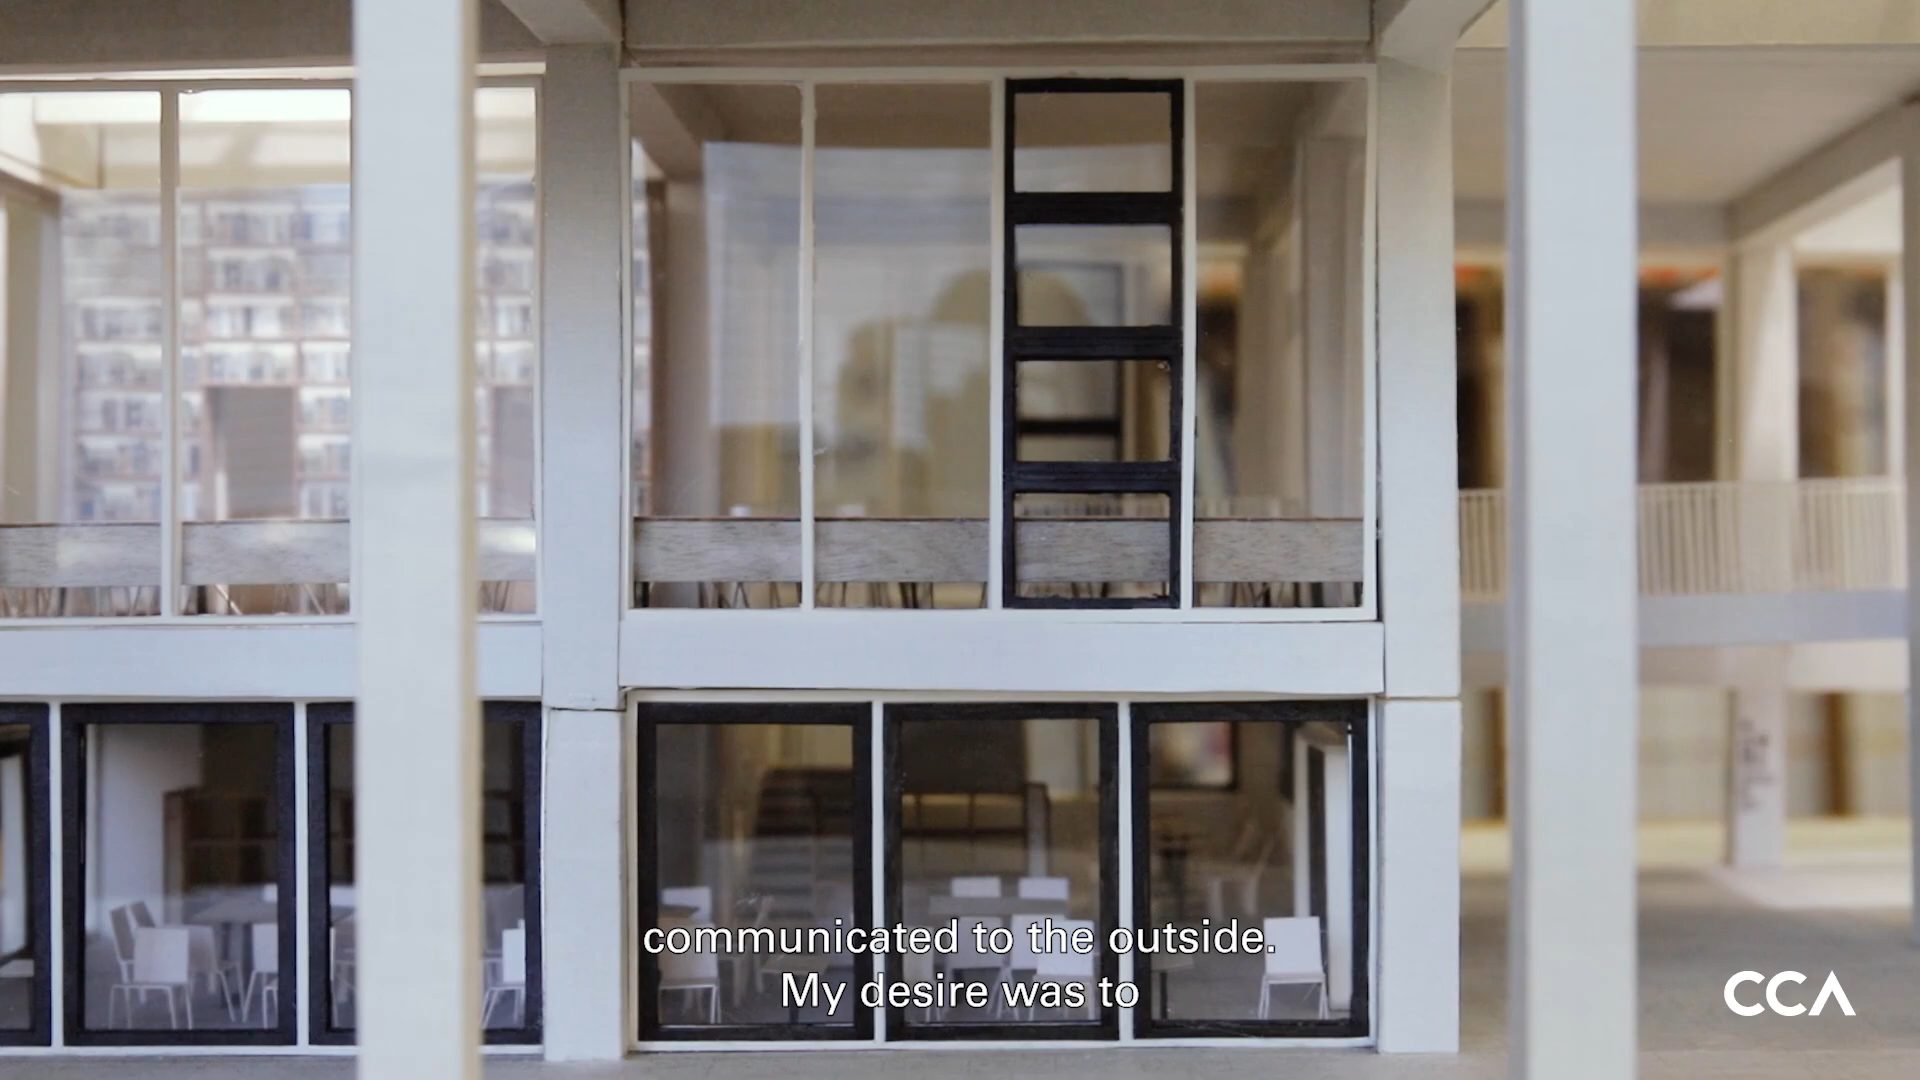 communicated to the outside.
My desire was to
CCA